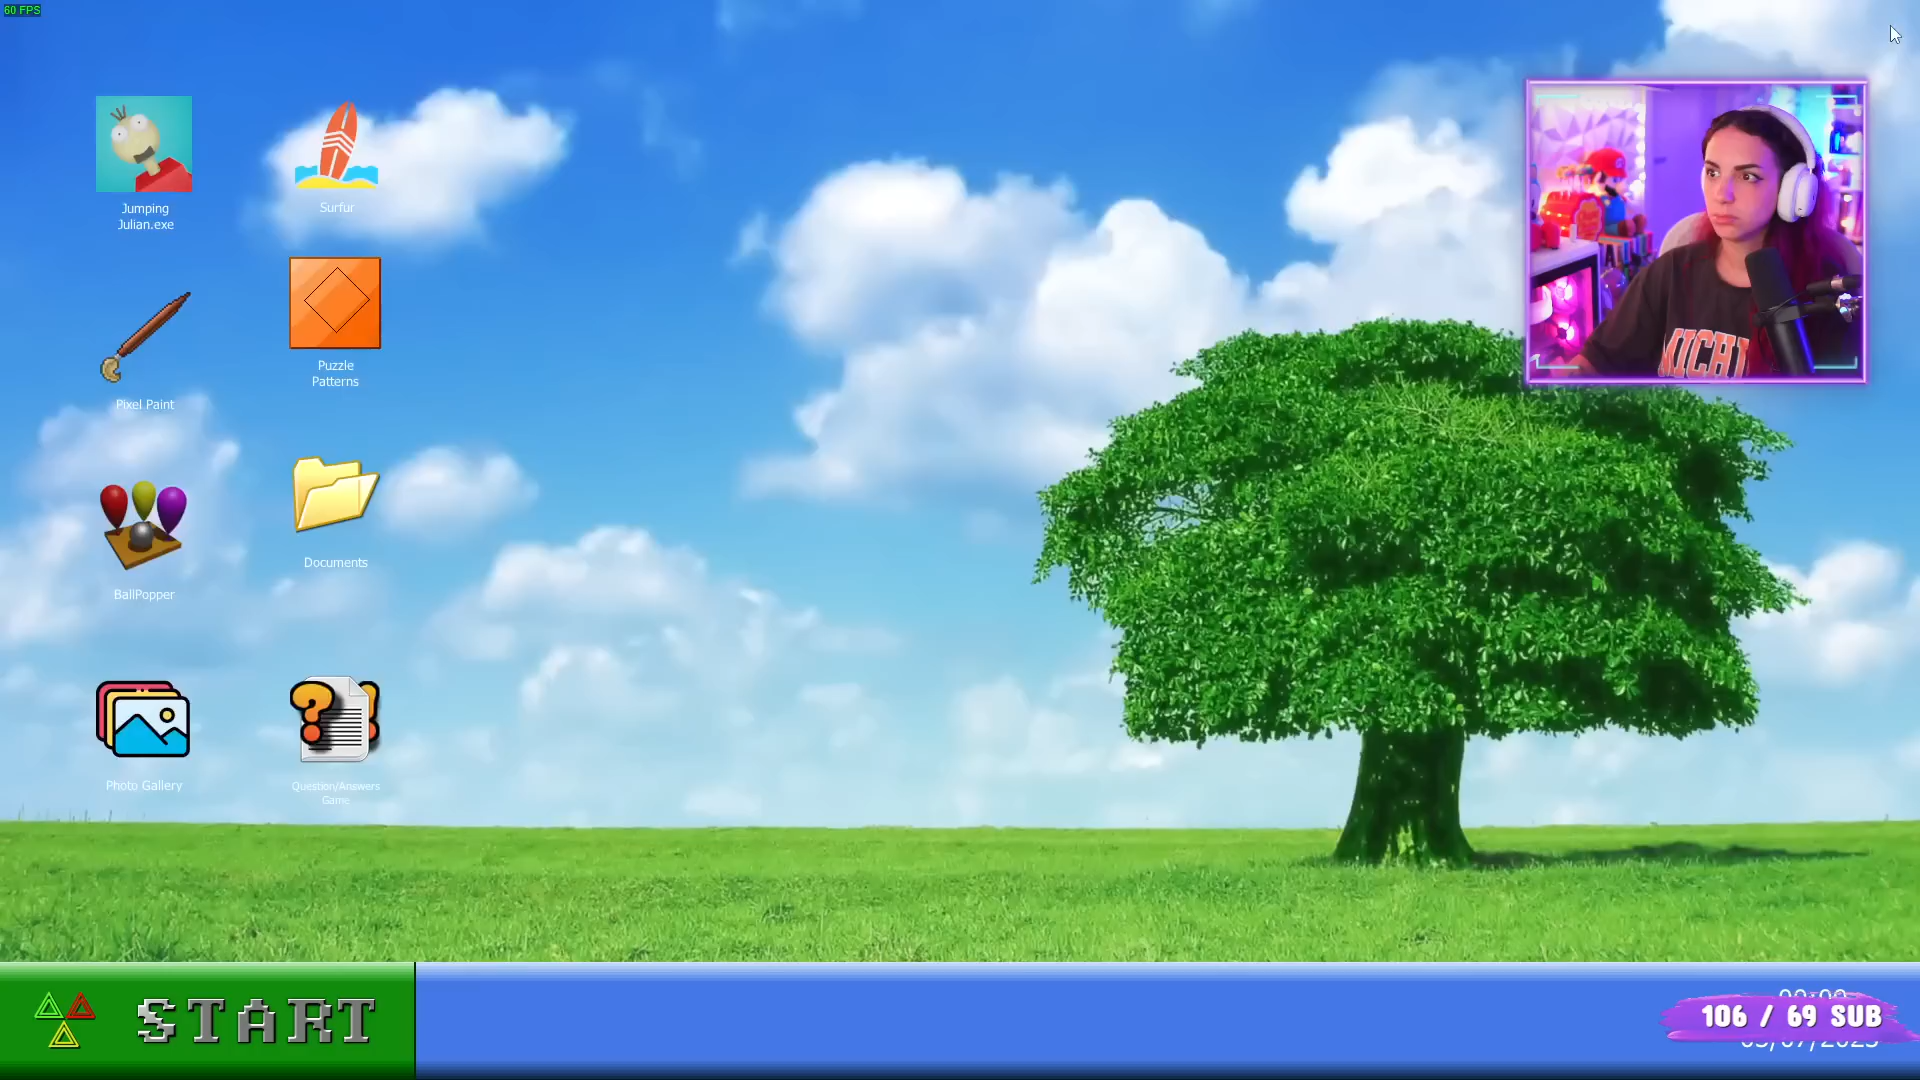 60 FPS
Jumping
Julian.exe
Surfur
Pixel Paint
Puzzle
Patterns
BallPopper
Documents
Photo Gallery
Question/Answers
Game
MICHI
START
106 / 69 SUB